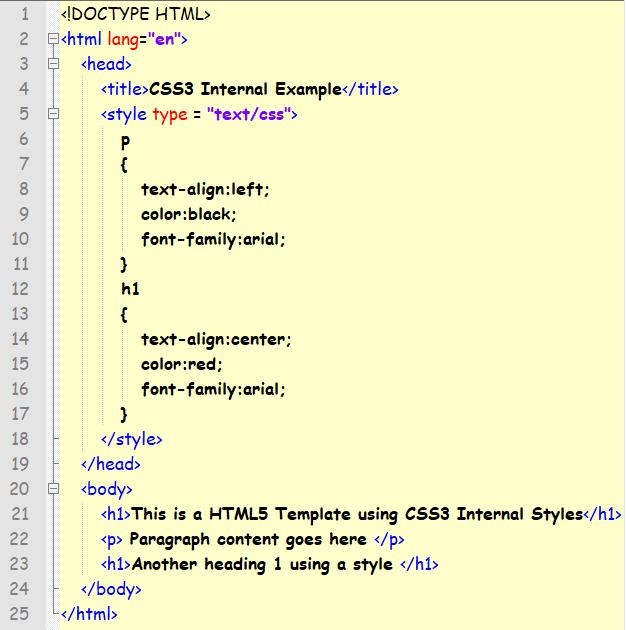 1 <!DOCTYPE HTML>
2 <html lang="en">
3 <head>
4 <title>CSS3 Internal Example</title>
5 <style type = "text/css">
6 p
7 {
8 text-align:left;
9 color:black;
10 font-family:arial;
11 }
12 h1
13 {
14 text-align:center;
15 color:red;
16 font-family:arial;
17 }
18 </style>
19 </head>
20 <body>
21 <h1>This is a HTML5 Template using CSS3 Internal Styles</h1>
22 <p> Paragraph content goes here </p>
23 <h1>Another heading 1 using a style </h1>
24 </body>
25 </html>